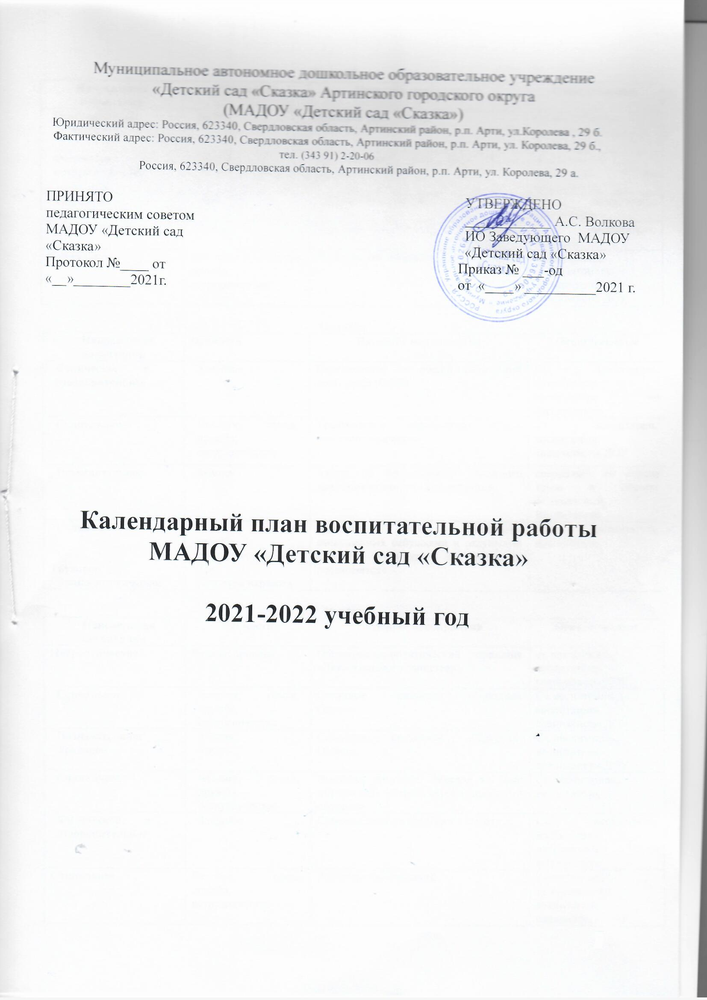 Муниципальное автономное дошкольное образовательное учреждение
«Детский сад «Сказка» Артинского городского округа
(МАДОУ «Детский сад «Сказка»)
Юридический адрес: Россия, 623340, Свердловская область, Артинский район, р.п. Арти, ул.Королева , 29 б.
Фактический адрес: Россия, 623340, Свердловская область, Артинский район, р.п. Арти, ул. Королева, 29 б.,
тел. (343 91) 2-20-06
Россия, 623340, Свердловская область, Артинский район, р.п. Арти, ул. Королева, 29 а.
ПРИНЯТО
педагогическим советом
МАДОУ «Детский сад
«Сказка»
Протокол №____ от
«__»________2021г.
УТВЕРЖДЕНО
____________ А.С. Волкова
ИО Заведующего МАДОУ
«Детский сад «Сказка»
Приказ № ___-од
от «____» __________2021 г.
Календарный план воспитательной работы
МАДОУ «Детский сад «Сказка»
2021-2022 учебный год